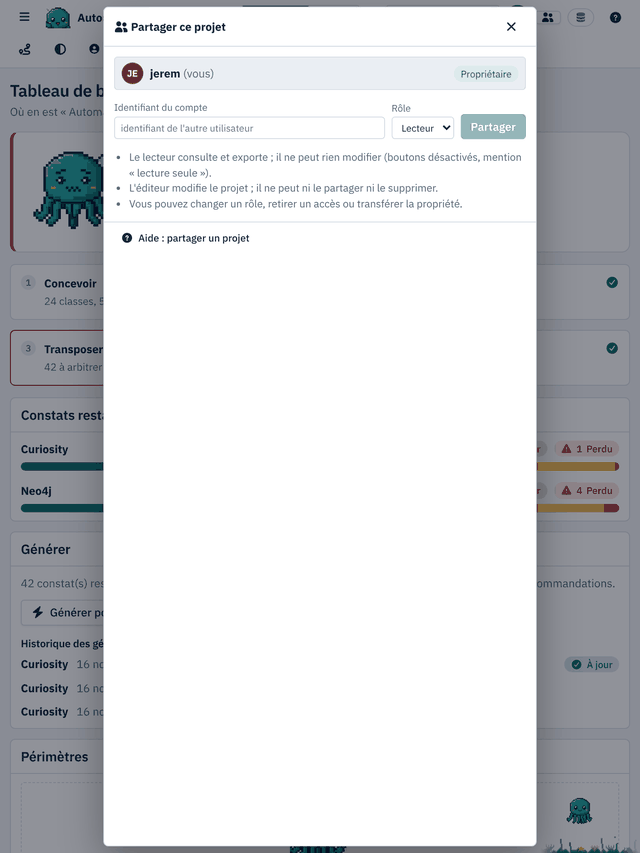 Auto
Partager ce projet
JE jerem (vous) Propriétaire
Identifiant du compte
Rôle
identifiant de l'autre utilisateur
Lecteur
Partager
Le lecteur consulte et exporte ; il ne peut rien modifier (boutons désactivés, mention
« lecture seule »).
L'éditeur modifie le projet ; il ne peut ni le partager ni le supprimer.
Vous pouvez changer un rôle, retirer un accès ou transférer la propriété.
Aide : partager un projet
Tableau de b
Où en est « Autom
1 Concevoir
24 classes, 5
3 Transposer
42 à arbitrer
Constats resta
Curiosity
1 Perdu
Neo4j
4 Perdu
Générer
42 constat(s) res
ommandations.
Générer po
Historique des gé
Curiosity 16 no
À jour
Curiosity 16 no
Curiosity 16 no
Périmètres